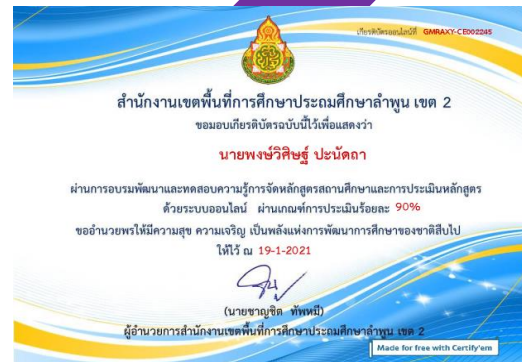 เกียรติบัตรออนไลน์ที่ GMRAXY-CE002245
สำนักงานเขตพื้นที่การศึกษาประถมศึกษาลำพูน เขต 2
ขอมอบเกียรติบัตรฉบับนี้ไว้เพื่อแสดงว่า
นายพงษ์วิศิษฐ์ ปะนัดถา
ผ่านการอบรมพัฒนาและทดสอบความรู้การจัดหลักสูตรสถานศึกษาและการประเมินหลักสูตร
ด้วยระบบออนไลน์ ผ่านเกณฑ์การประเมินร้อยละ 90%
ขออำนวยพรให้มีความสุข ความเจริญ เป็นพลังแห่งการพัฒนาการศึกษาของชาติสืบไป
ให้ไว้ ณ 19-1-2021
(นายชาญชิต ทัพหมี)
ผู้อำนวยการสำนักงานเขตพื้นที่การศึกษาประถมศึกษาลำพูน เขต 2
Made for free with Certify'em